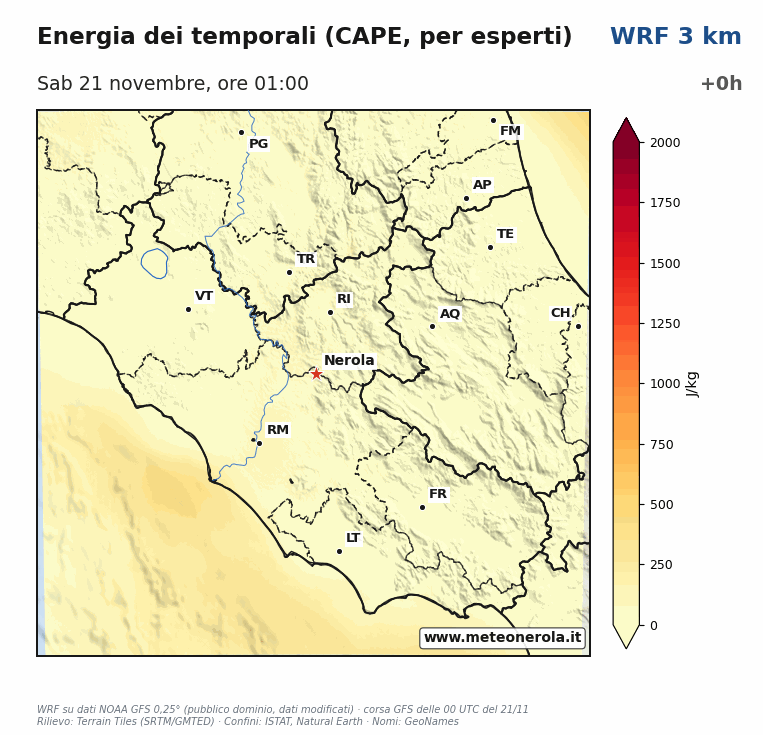 Energia dei temporali (CAPE, per esperti) WRF 3 km
Sab 21 novembre, ore 01:00 +0h
FM
PG
AP
TE
TR
VT
RI
AQ
CH
Nerola
RM
FR
LT
www.meteonerola.it
2000
1750
1500
1250
1000
750
500
250
0
J/kg
WRF su dati NOAA GFS 0,25° (pubblico dominio, dati modificati) · corsa GFS delle 00 UTC del 21/11
Rilievo: Terrain Tiles (SRTM/GMTED) · Confini: ISTAT, Natural Earth · Nomi: GeoNames